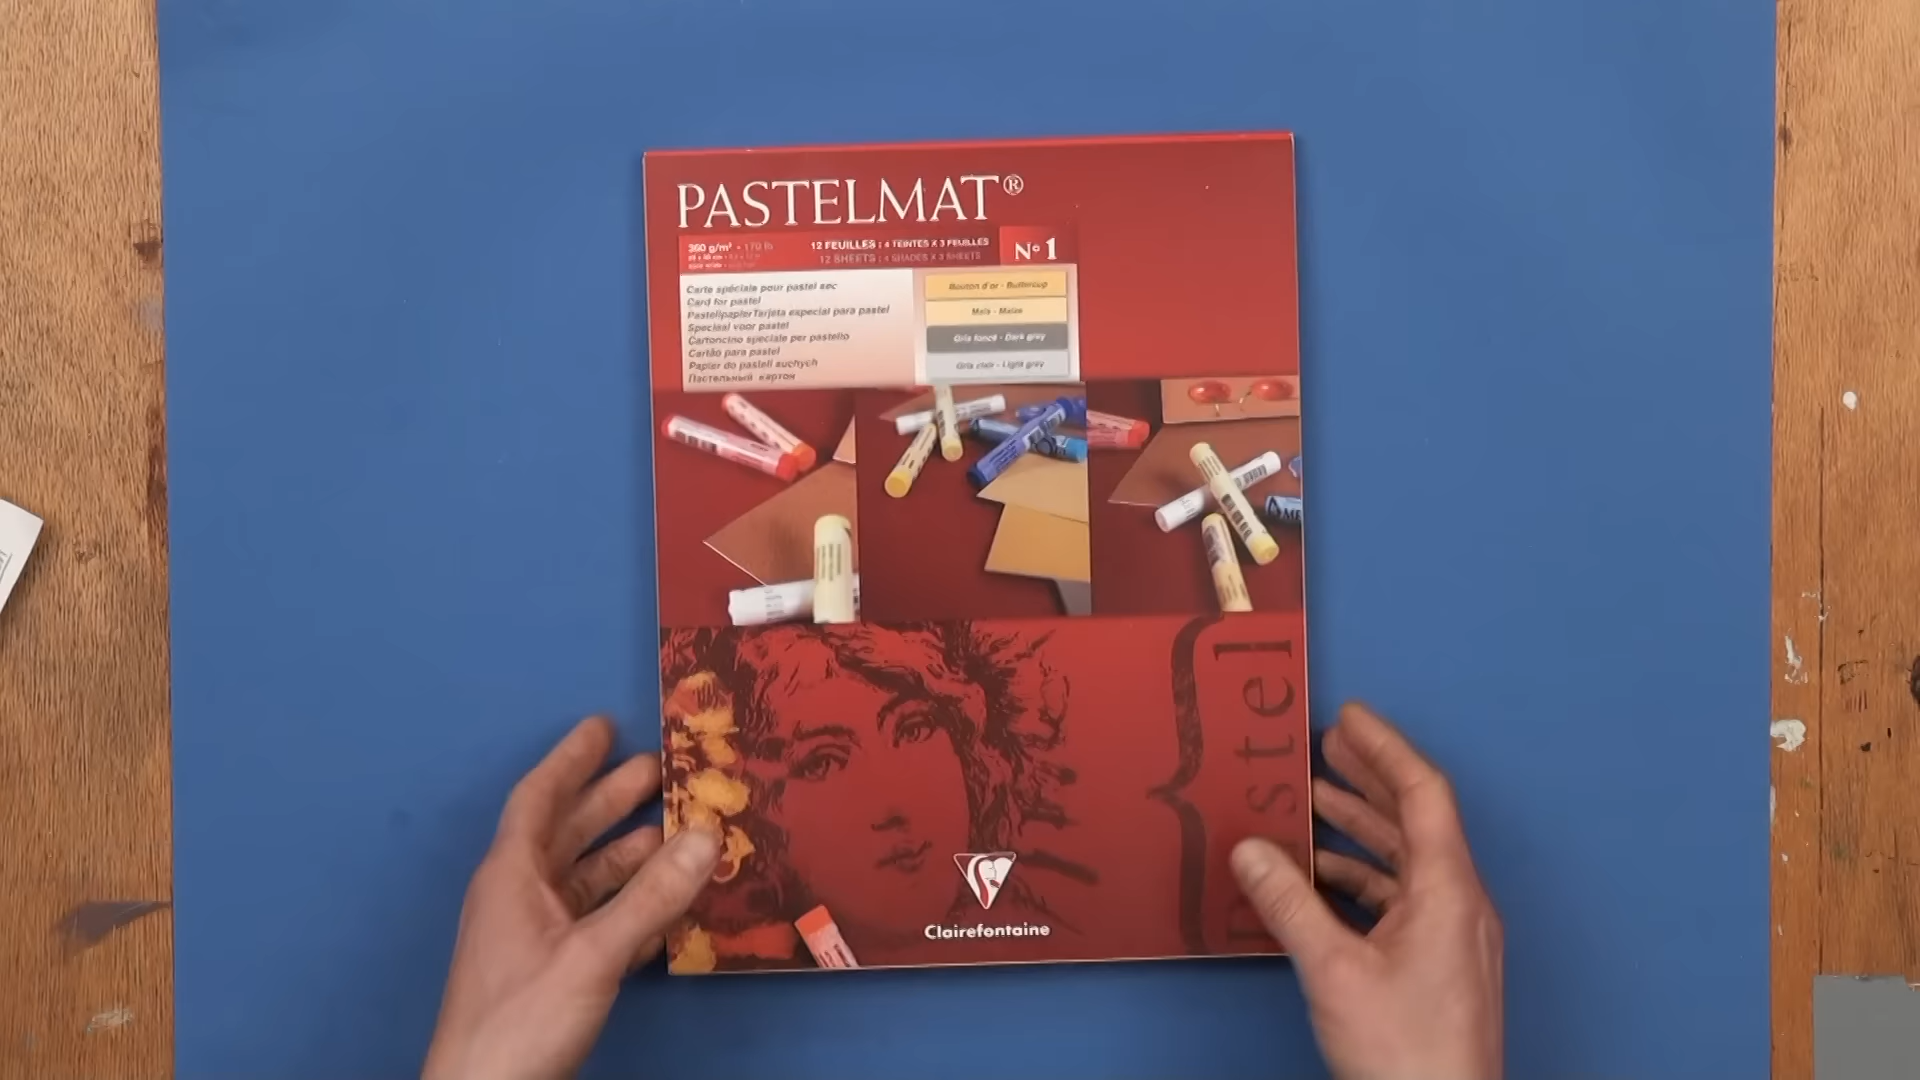 PASTELMAT®
360 g/m² - 170 lb
12 FEUILLES : 4 TEINTES X 3 FEUILLES
12 SHEETS : 4 SHADES X 3 SHEETS
N° 1
Carte spéciale pour pastel sec
Card for pastel
PastellpapierTarjeta especial para pastel
Speciaal voor pastel
Cartoncino speciale per pastello
Cartão para pastel
Papier do pasteli suchych
Пастельный картон
Bouton d'or - Buttercup
Maïs - Maize
Gris foncé - Dark grey
Gris clair - Light grey
Pastel
Clairefontaine